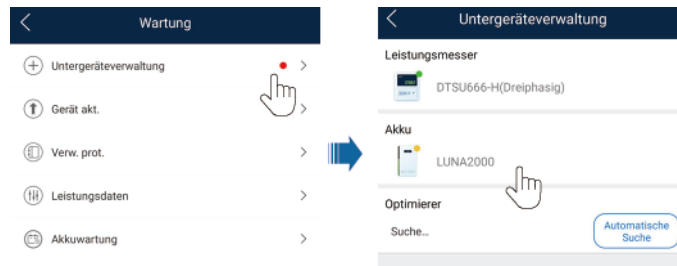 Wartung
Untergeräteverwaltung
Gerät akt.
Verw. prot.
Leistungsdaten
Akkuwartung
Untergeräteverwaltung
Leistungsmesser
DTSU666-H(Dreiphasig)
Akku
LUNA2000
Optimierer
Suche...
Automatische
Suche